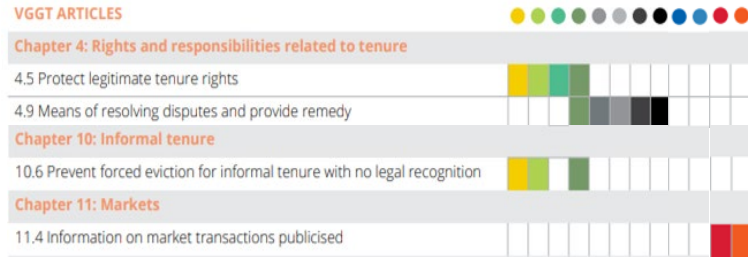 VGGT ARTICLES
Chapter 4: Rights and responsibilities related to tenure
4.5 Protect legitimate tenure rights
4.9 Means of resolving disputes and provide remedy
Chapter 10: Informal tenure
10.6 Prevent forced eviction for informal tenure with no legal recognition
Chapter 11: Markets
11.4 Information on market transactions publicised